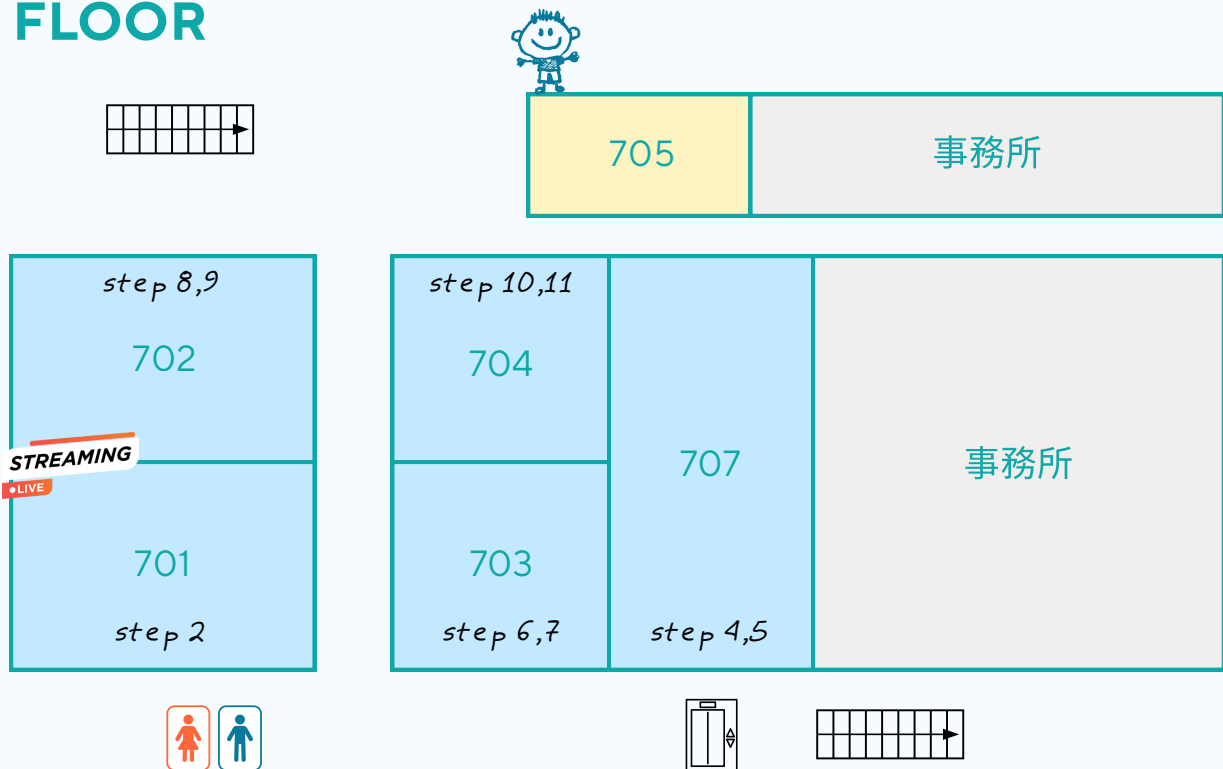 FLOOR
705
事務所
step 8,9
702
STREAMING
LIVE
701
step 2
step 10,11
704
703
step 6,7
707
step 4,5
事務所